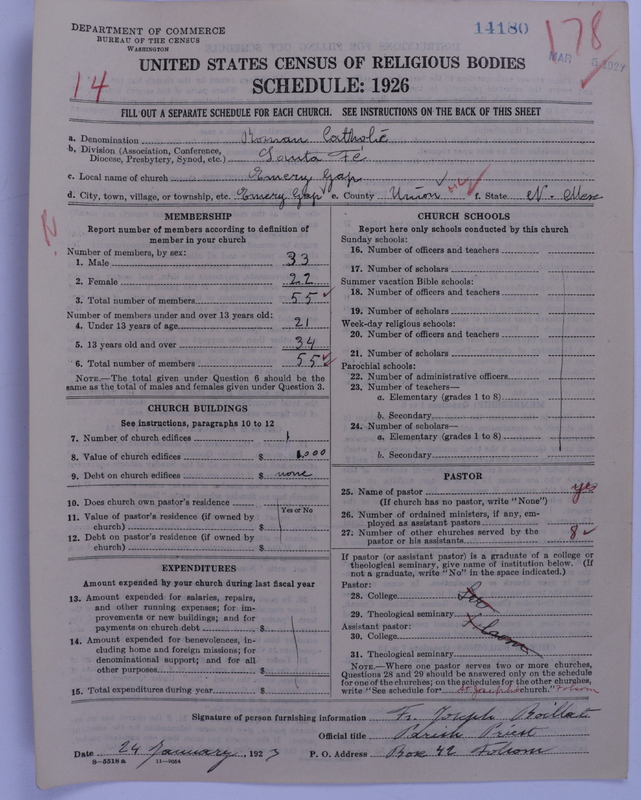 DEPARTMENT OF COMMERCE
BUREAU OF THE CENSUS
WASHINGTON
14180
178
MAR 5 1927
14
UNITED STATES CENSUS OF RELIGIOUS BODIES
SCHEDULE: 1926
FILL OUT A SEPARATE SCHEDULE FOR EACH CHURCH. SEE INSTRUCTIONS ON THE BACK OF THIS SHEET
a. Denomination Roman Catholic
b. Division (Association, Conference, Diocese, Presbytery, Synod, etc.) Santa Fe
c. Local name of church Emery Gap
d. City, town, village, or township, etc. Emery Gap e. County Union f. State N. Mex
N
MEMBERSHIP
Report number of members according to definition of
member in your church
Number of members, by sex:
1. Male 33
2. Female 22
3. Total number of members 55
Number of members under and over 13 years old:
4. Under 13 years of age 21
5. 13 years old and over 34
6. Total number of members 55
NOTE.—The total given under Question 6 should be the
same as the total of males and females given under Question 3.
CHURCH BUILDINGS
See instructions, paragraphs 10 to 12
7. Number of church edifices 1
8. Value of church edifices $ 1,000
9. Debt on church edifices $ none
10. Does church own pastor's residence
Yes or No
11. Value of pastor's residence (if owned by
church) $
12. Debt on pastor's residence (if owned by
church) $
EXPENDITURES
Amount expended by your church during last fiscal year
13. Amount expended for salaries, repairs,
and other running expenses; for im-
provements or new buildings; and for
payments on church debt $
14. Amount expended for benevolences, in-
cluding home and foreign missions; for
denominational support; and for all
other purposes $
15. Total expenditures during year $
CHURCH SCHOOLS
Report here only schools conducted by this church
Sunday schools:
16. Number of officers and teachers
17. Number of scholars
Summer vacation Bible schools:
18. Number of officers and teachers
19. Number of scholars
Week-day religious schools:
20. Number of officers and teachers
21. Number of scholars
Parochial schools:
22. Number of administrative officers
23. Number of teachers—
a. Elementary (grades 1 to 8)
b. Secondary
24. Number of scholars—
a. Elementary (grades 1 to 8)
b. Secondary
PASTOR
25. Name of pastor yes
(If church has no pastor, write "None")
26. Number of ordained ministers, if any, em-
ployed as assistant pastors
27. Number of other churches served by the
pastor or his assistants 8
If pastor (or assistant pastor) is a graduate of a college or
theological seminary, give name of institution below. (If
not a graduate, write "No" in the space indicated.)
Pastor:
28. College
29. Theological seminary
Assistant pastor:
30. College
31. Theological seminary
NOTE.—Where one pastor serves two or more churches,
Questions 28 and 29 should be answered only on the schedule
for one of the churches; on the schedules for the other churches,
write "See schedule for St Josephs church." Folsom
Signature of person furnishing information Fr. Joseph Boillat
Official title Parish Priest
Date 24 January, 1927 P. O. Address Box 42 Folsom
8-5518 a 11-9064